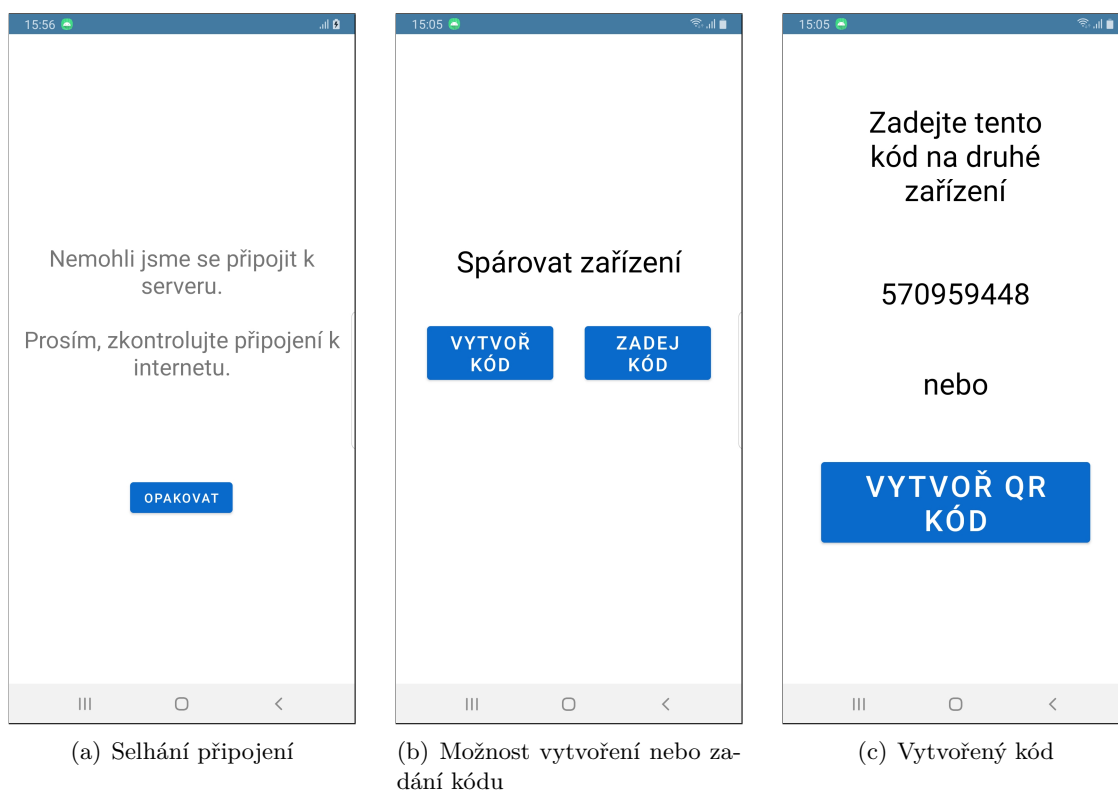 15:56
Nemohli jsme se připojit k
serveru.
Prosím, zkontrolujte připojení k
internetu.
OPAKOVAT
(a) Selhání připojení
15:05
Spárovat zařízení
VYTVOŘ
KÓD
ZADEJ
KÓD
(b) Možnost vytvoření nebo za-
dání kódu
15:05
Zadejte tento
kód na druhé
zařízení
570959448
nebo
VYTVOŘ QR
KÓD
(c) Vytvořený kód